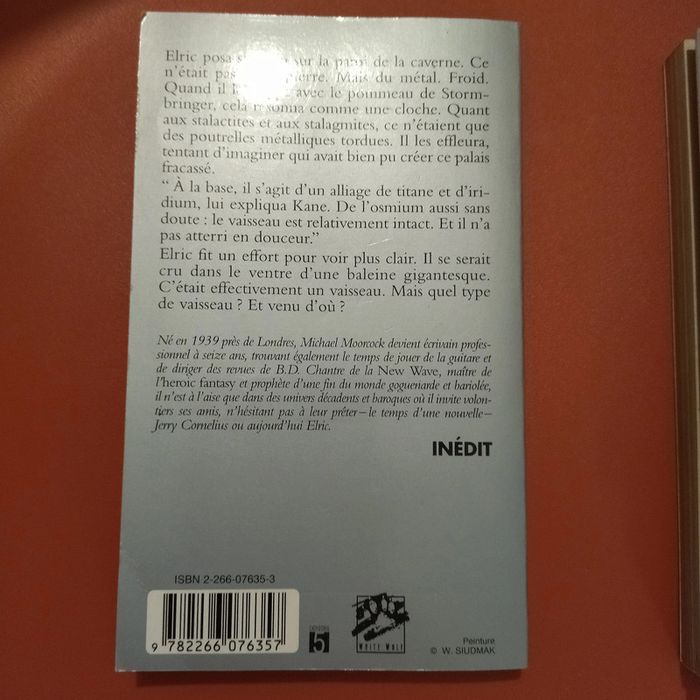 Elric posa sur la paroi de la caverne. Ce
n'était pas pierre. Mais du métal. Froid.
Quand il avec le pommeau de Storm-
bringer, cela résonna comme une cloche. Quant
aux stalactites et aux stalagmites, ce n'étaient que
des poutrelles métalliques tordues. Il les effleura,
tentant d'imaginer qui avait bien pu créer ce palais
fracassé.
“ À la base, il s'agit d'un alliage de titane et d'iri-
dium, lui expliqua Kane. De l'osmium aussi sans
doute : le vaisseau est relativement intact. Et il n'a
pas atterri en douceur.”
Elric fit un effort pour voir plus clair. Il se serait
cru dans le ventre d'une baleine gigantesque.
C'était effectivement un vaisseau. Mais quel type
de vaisseau ? Et venu d'où ?
Né en 1939 près de Londres, Michael Moorcock devient écrivain profes-
sionnel à seize ans, trouvant également le temps de jouer de la guitare et
de diriger des revues de B.D. Chantre de la New Wave, maître de
l'heroic fantasy et prophète d'une fin du monde goguenarde et bariolée,
il n'est à l'aise que dans des univers décadents et baroques où il invite volon-
tiers ses amis, n'hésitant pas à leur prêter—le temps d'une nouvelle—
Jerry Cornelius ou aujourd'hui Elric.
INÉDIT
ISBN 2-266-07635-3
9 782266 076357
5
WHITE WOLF
Peinture
© W. SIUDMAK